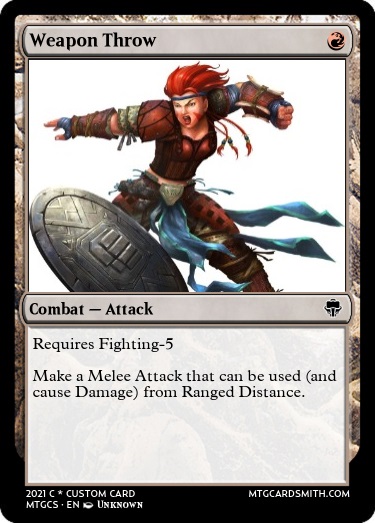 Weapon Throw
Combat — Attack
Requires Fighting-5
Make a Melee Attack that can be used (and
cause Damage) from Ranged Distance.
2021 C * CUSTOM CARD
MTGCS • EN Unknown
MTGCARDSMITH.COM